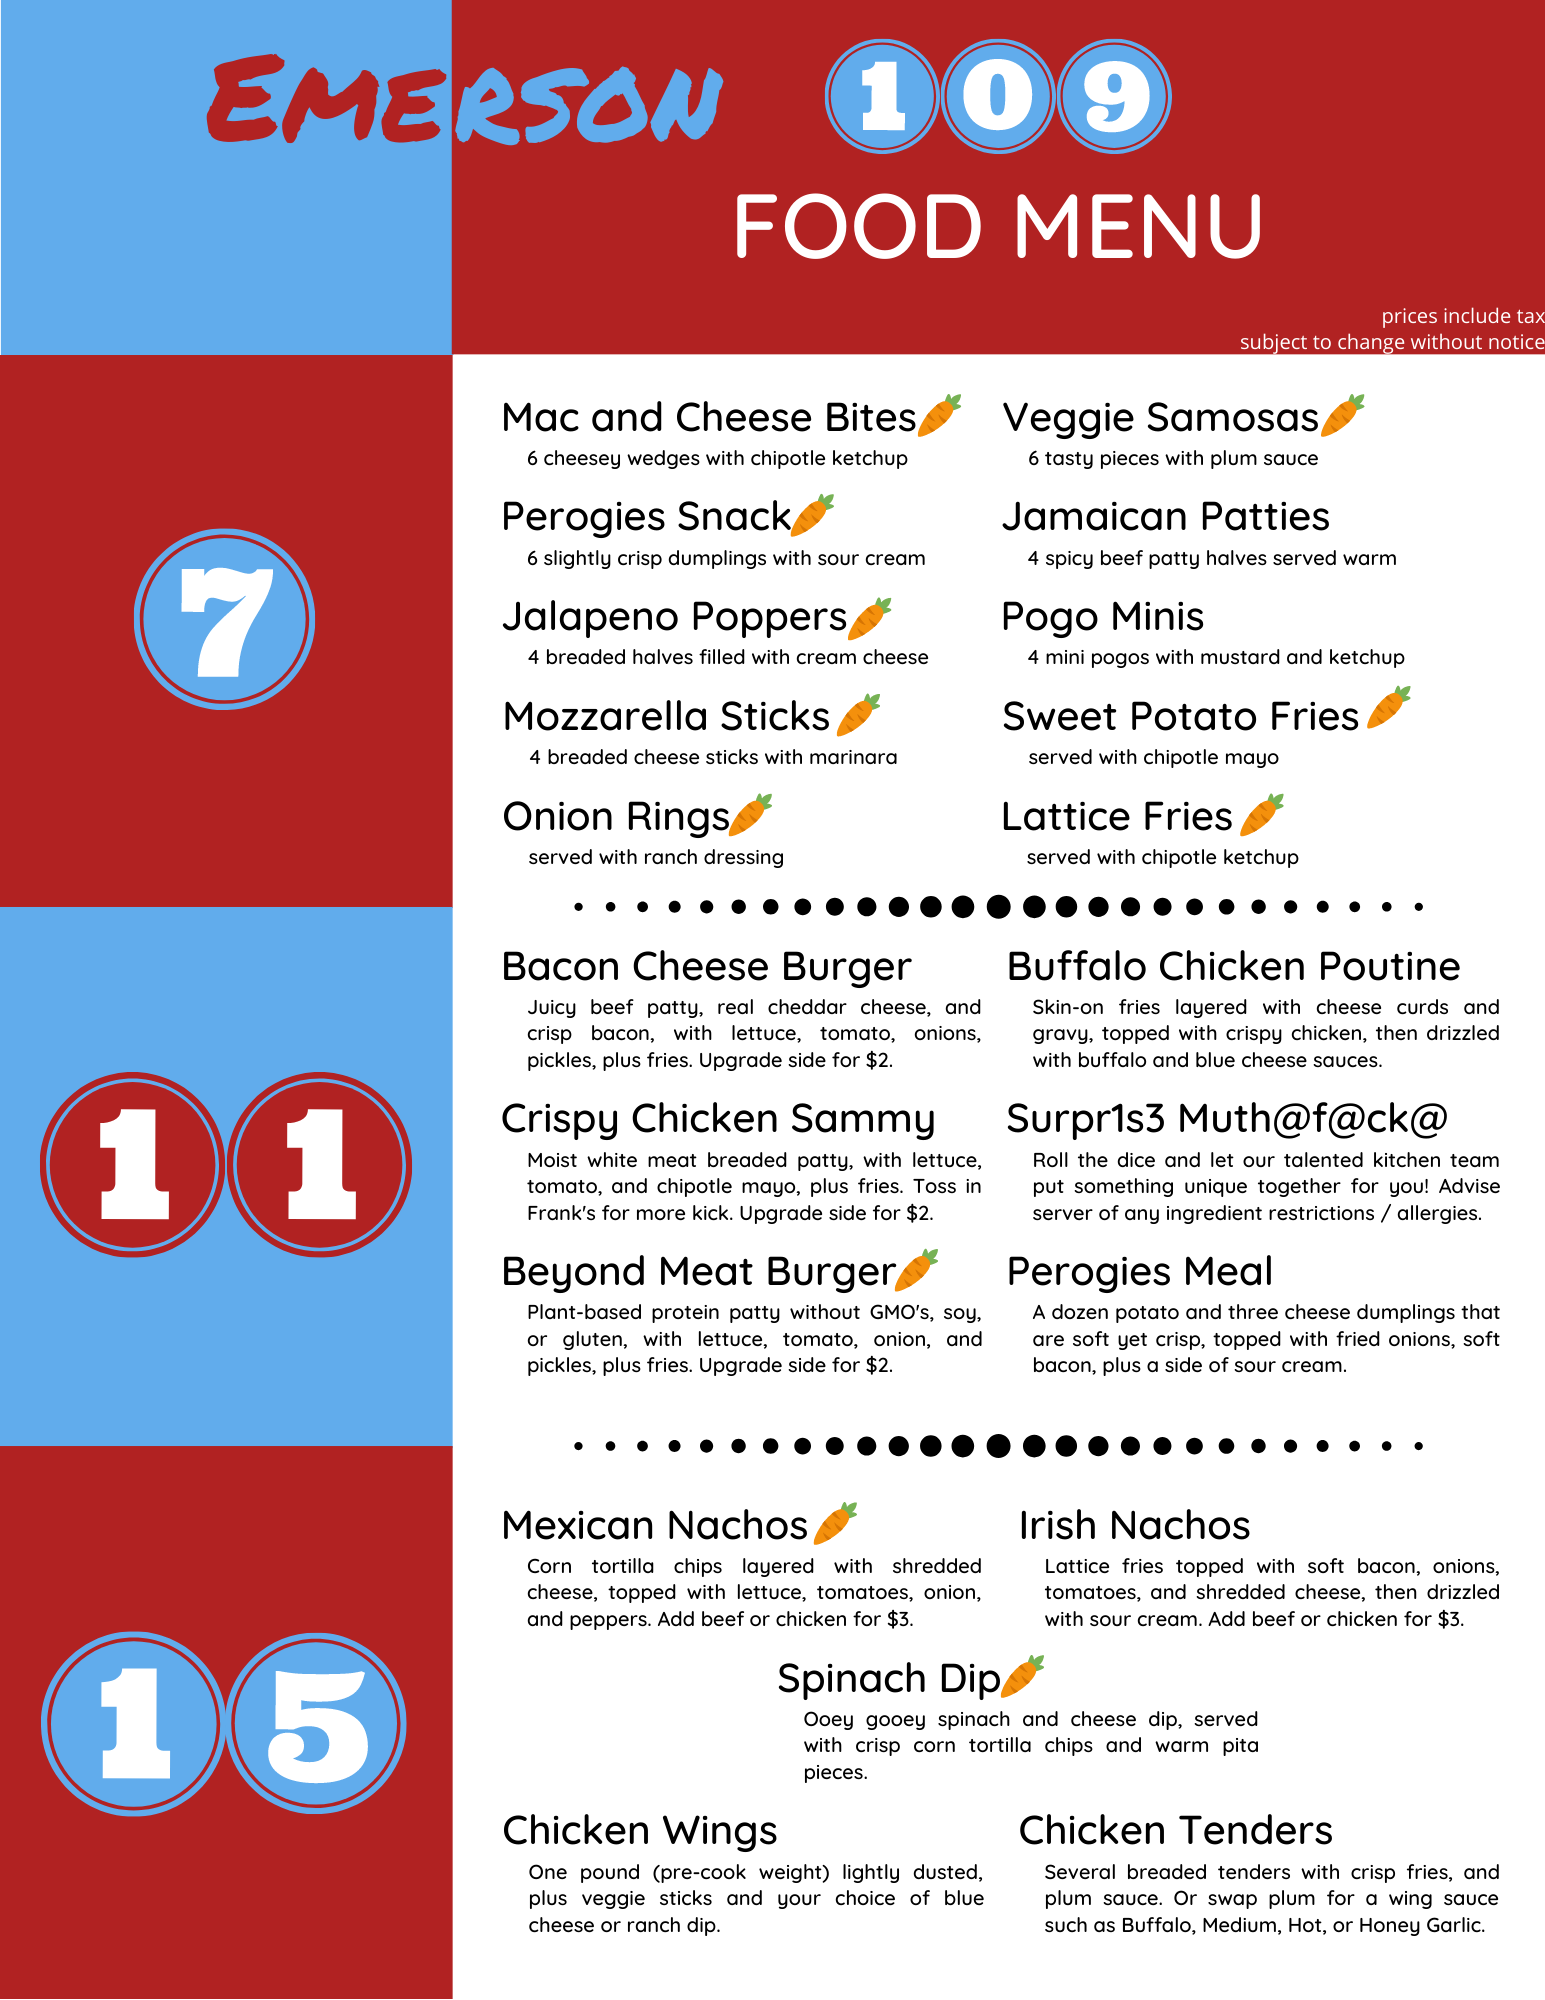 EMERSON 109
FOOD MENU
prices include tax
subject to change without notice
7
Mac and Cheese Bites
6 cheesey wedges with chipotle ketchup
Veggie Samosas
6 tasty pieces with plum sauce
Perogies Snack
6 slightly crisp dumplings with sour cream
Jamaican Patties
4 spicy beef patty halves served warm
Jalapeno Poppers
4 breaded halves filled with cream cheese
Pogo Minis
4 mini pogos with mustard and ketchup
Mozzarella Sticks
4 breaded cheese sticks with marinara
Sweet Potato Fries
served with chipotle mayo
Onion Rings
served with ranch dressing
Lattice Fries
served with chipotle ketchup
11
Bacon Cheese Burger
Juicy beef patty, real cheddar cheese, and
crisp bacon, with lettuce, tomato, onions,
pickles, plus fries. Upgrade side for $2.
Buffalo Chicken Poutine
Skin-on fries layered with cheese curds and
gravy, topped with crispy chicken, then drizzled
with buffalo and blue cheese sauces.
Crispy Chicken Sammy
Moist white meat breaded patty, with lettuce,
tomato, and chipotle mayo, plus fries. Toss in
Frank's for more kick. Upgrade side for $2.
Surpr1s3 Muth@f@ck@
Roll the dice and let our talented kitchen team
put something unique together for you! Advise
server of any ingredient restrictions / allergies.
Beyond Meat Burger
Plant-based protein patty without GMO's, soy,
or gluten, with lettuce, tomato, onion, and
pickles, plus fries. Upgrade side for $2.
Perogies Meal
A dozen potato and three cheese dumplings that
are soft yet crisp, topped with fried onions, soft
bacon, plus a side of sour cream.
15
Mexican Nachos
Corn tortilla chips layered with shredded
cheese, topped with lettuce, tomatoes, onion,
and peppers. Add beef or chicken for $3.
Irish Nachos
Lattice fries topped with soft bacon, onions,
tomatoes, and shredded cheese, then drizzled
with sour cream. Add beef or chicken for $3.
Spinach Dip
Ooey gooey spinach and cheese dip, served
with crisp corn tortilla chips and warm pita
pieces.
Chicken Wings
One pound (pre-cook weight) lightly dusted,
plus veggie sticks and your choice of blue
cheese or ranch dip.
Chicken Tenders
Several breaded tenders with crisp fries, and
plum sauce. Or swap plum for a wing sauce
such as Buffalo, Medium, Hot, or Honey Garlic.